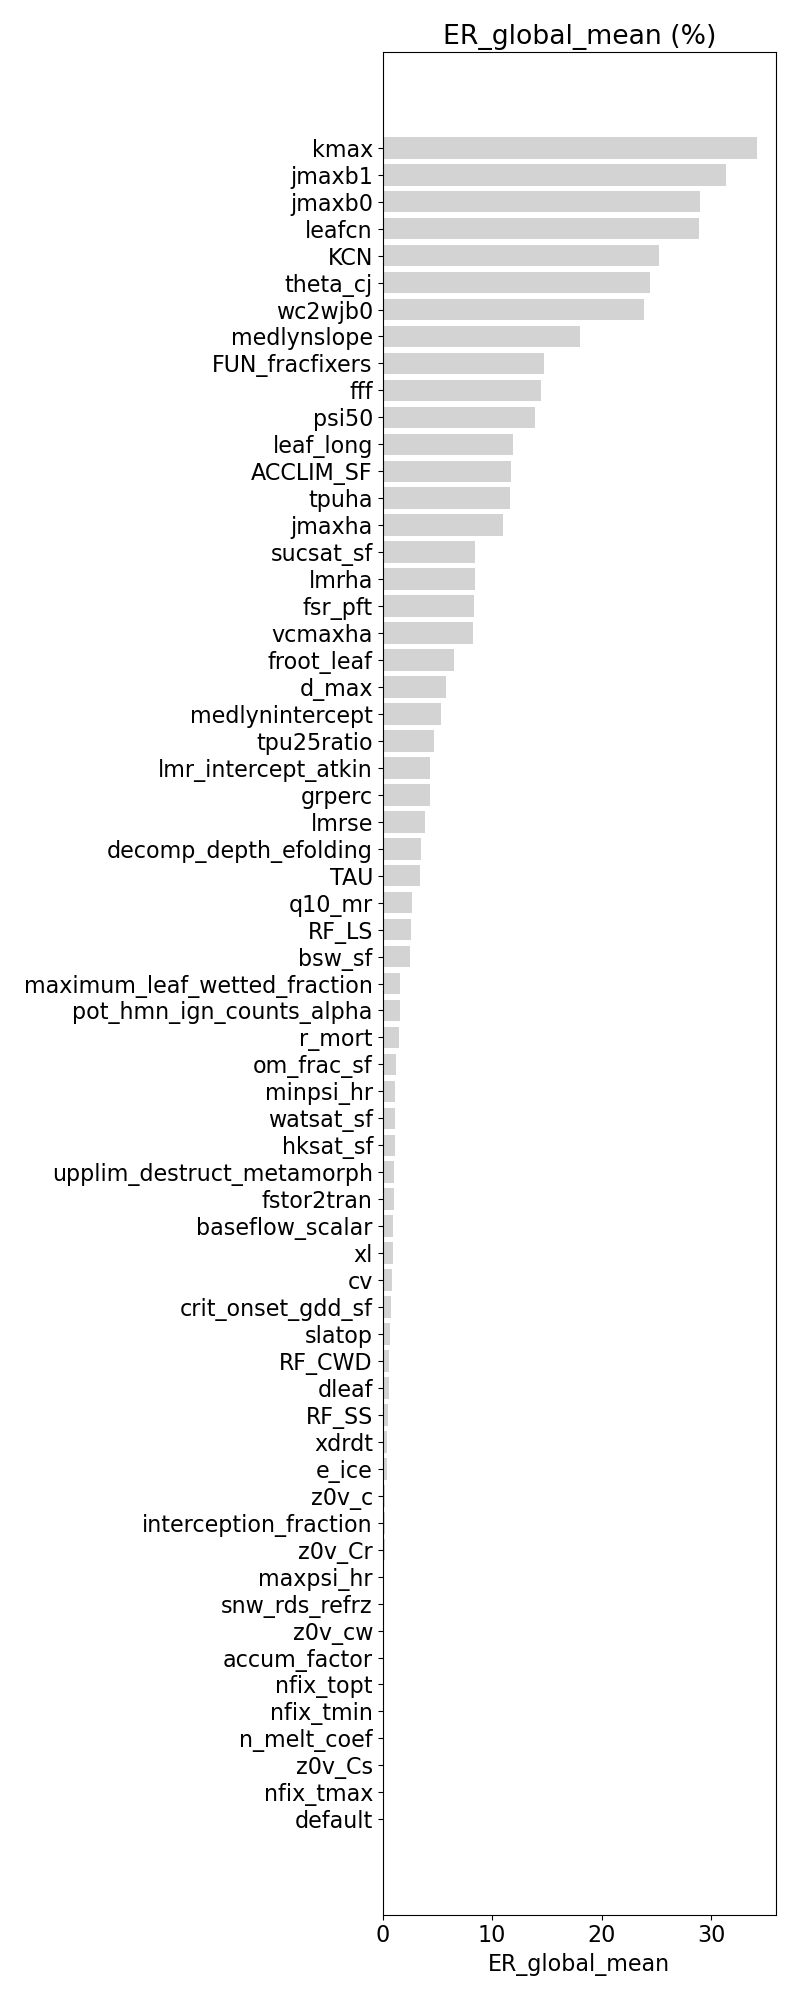 ER_global_mean (%)
kmax
jmaxb1
jmaxb0
leafcn
KCN
theta_cj
wc2wjb0
medlynslope
FUN_fracfixers
fff
psi50
leaf_long
ACCLIM_SF
tpuha
jmaxha
sucsat_sf
lmrha
fsr_pft
vcmaxha
froot_leaf
d_max
medlynintercept
tpu25ratio
lmr_intercept_atkin
grperc
lmrse
decomp_depth_efolding
TAU
q10_mr
RF_LS
bsw_sf
maximum_leaf_wetted_fraction
pot_hmn_ign_counts_alpha
r_mort
om_frac_sf
minpsi_hr
watsat_sf
hksat_sf
upplim_destruct_metamorph
fstor2tran
baseflow_scalar
xl
cv
crit_onset_gdd_sf
slatop
RF_CWD
dleaf
RF_SS
xdrdt
e_ice
z0v_c
interception_fraction
z0v_Cr
maxpsi_hr
snw_rds_refrz
z0v_cw
accum_factor
nfix_topt
nfix_tmin
n_melt_coef
z0v_Cs
nfix_tmax
default
0 10 20 30
ER_global_mean